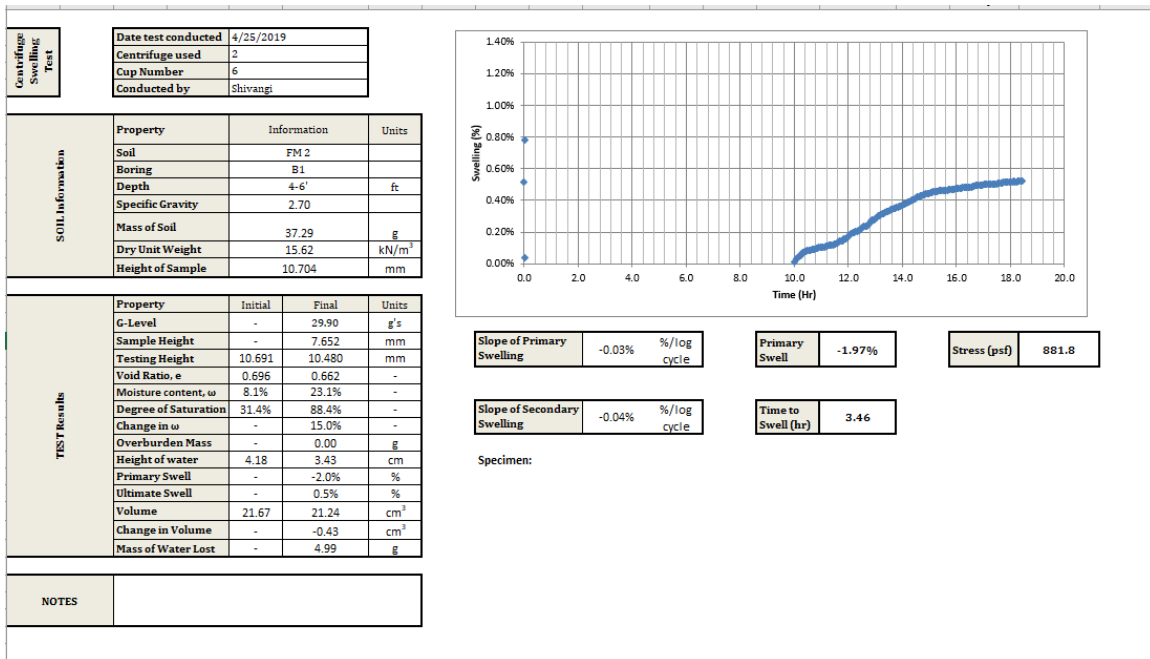 Centrifuge
Swelling
Test
Date test conducted 4/25/2019
Centrifuge used 2
Cup Number 6
Conducted by Shivangi
SOIL Information
Property Information Units
Soil FM 2
Boring B1
Depth 4-6' ft
Specific Gravity 2.70
Mass of Soil 37.29 g
Dry Unit Weight 15.62 kN/m³
Height of Sample 10.704 mm
TEST Results
Property Initial Final Units
G-Level - 29.90 g's
Sample Height - 7.652 mm
Testing Height 10.691 10.480 mm
Void Ratio, e 0.696 0.662 -
Moisture content, ω 8.1% 23.1% -
Degree of Saturation 31.4% 88.4% -
Change in ω - 15.0% -
Overburden Mass - 0.00 g
Height of water 4.18 3.43 cm
Primary Swell - -2.0% %
Ultimate Swell - 0.5% %
Volume 21.67 21.24 cm³
Change in Volume - -0.43 cm³
Mass of Water Lost - 4.99 g
NOTES
1.40%
1.20%
1.00%
0.80%
0.60%
0.40%
0.20%
0.00%
Swelling (%)
0.0 2.0 4.0 6.0 8.0 10.0 12.0 14.0 16.0 18.0 20.0
Time (Hr)
Slope of Primary
Swelling -0.03% %/log
cycle
Primary
Swell -1.97%
Stress (psf) 881.8
Slope of Secondary
Swelling -0.04% %/log
cycle
Time to
Swell (hr) 3.46
Specimen: